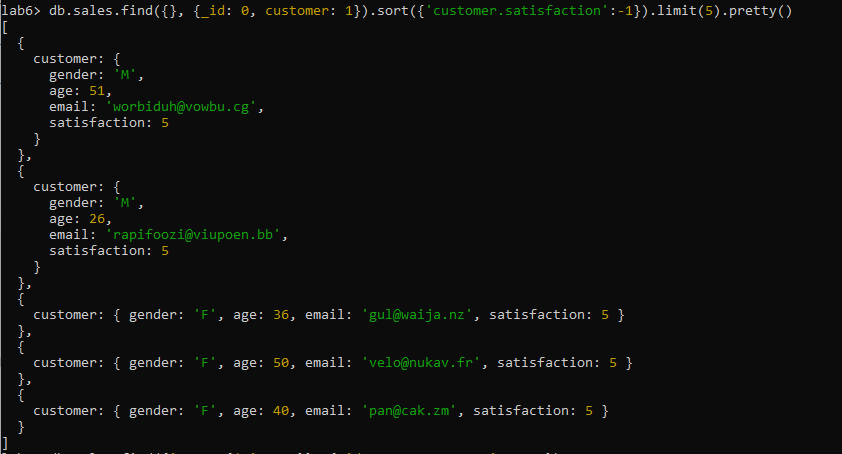 lab6> db.sales.find({}, {_id: 0, customer: 1}).sort({'customer.satisfaction':-1}).limit(5).pretty()
[
  {
    customer: {
      gender: 'M',
      age: 51,
      email: 'worbiduh@vowbu.cg',
      satisfaction: 5
    }
  },
  {
    customer: {
      gender: 'M',
      age: 26,
      email: 'rapifoozi@viupoen.bb',
      satisfaction: 5
    }
  },
  {
    customer: { gender: 'F', age: 36, email: 'gul@waija.nz', satisfaction: 5 }
  },
  {
    customer: { gender: 'F', age: 50, email: 'velo@nukav.fr', satisfaction: 5 }
  },
  {
    customer: { gender: 'F', age: 40, email: 'pan@cak.zm', satisfaction: 5 }
  }
]